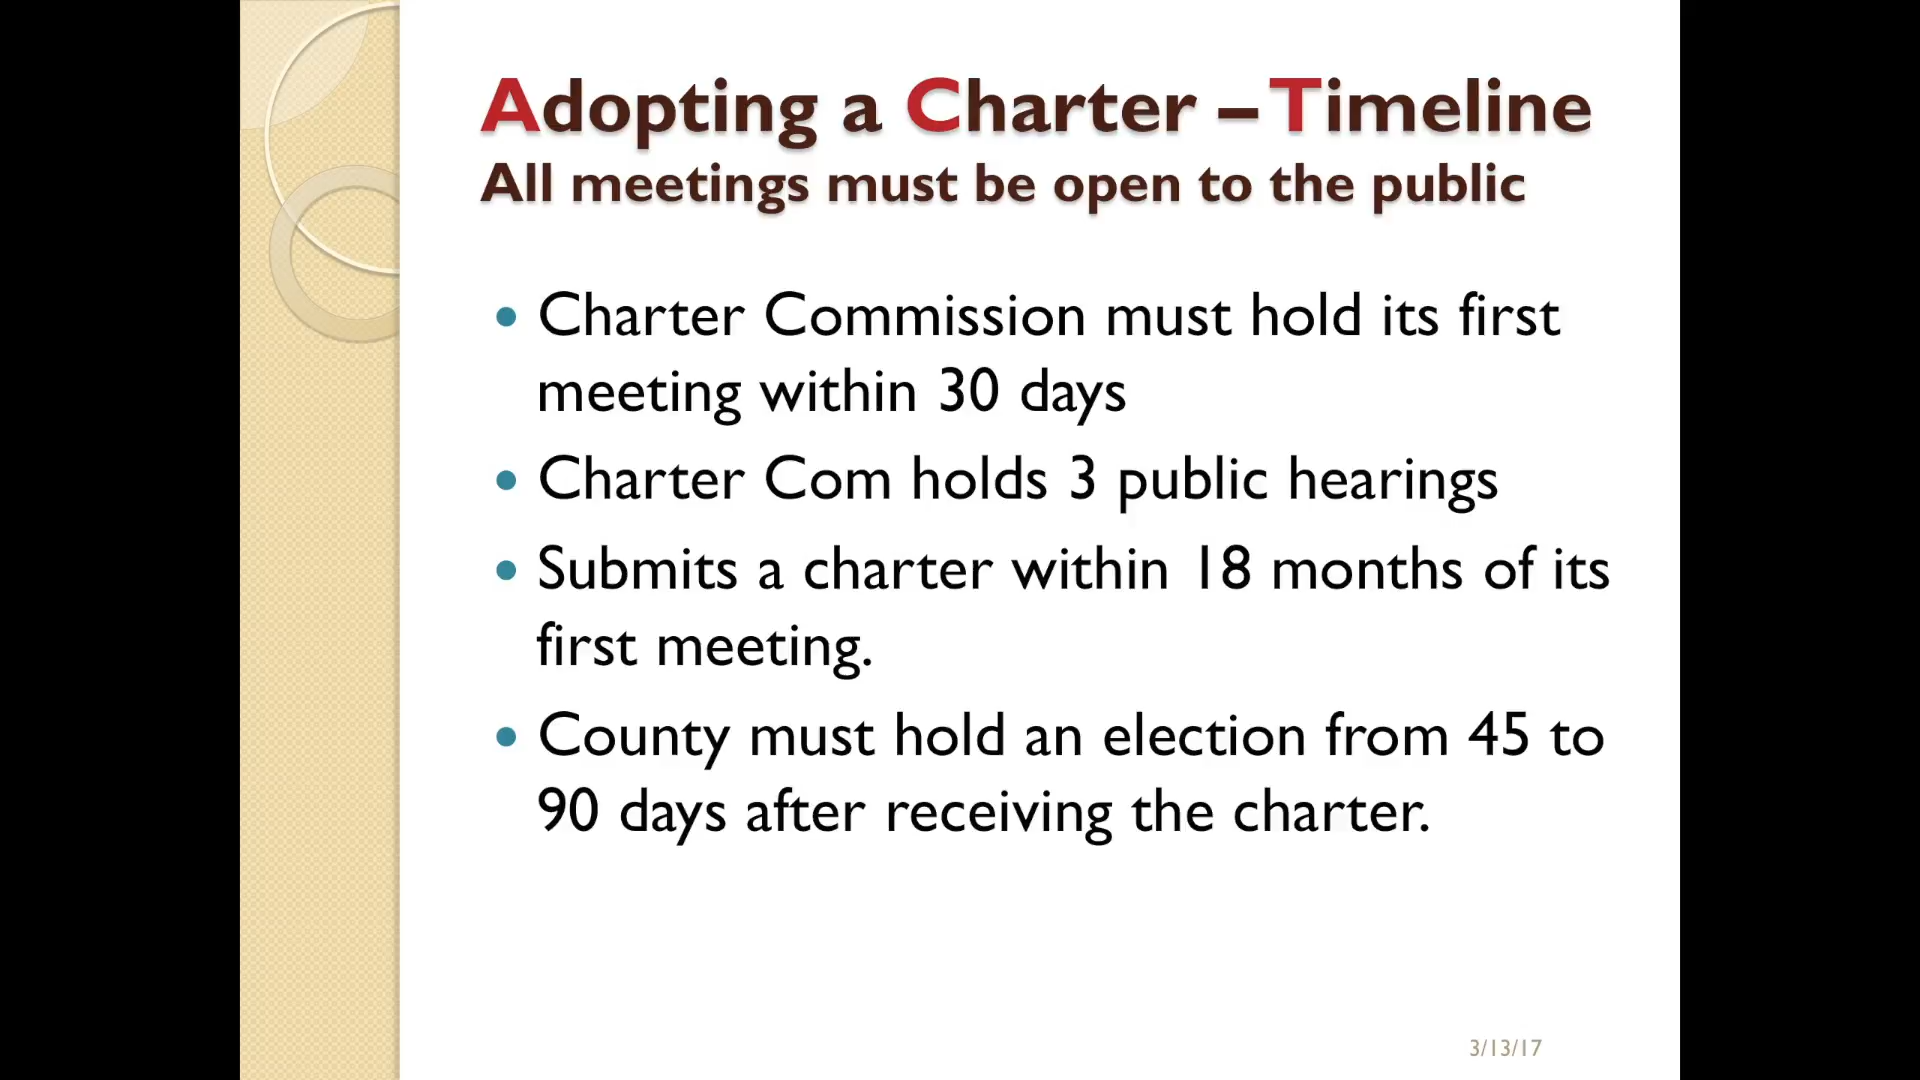 Adopting a Charter – Timeline
All meetings must be open to the public
• Charter Commission must hold its first
meeting within 30 days
• Charter Com holds 3 public hearings
• Submits a charter within 18 months of its
first meeting.
• County must hold an election from 45 to
90 days after receiving the charter.
3/13/17